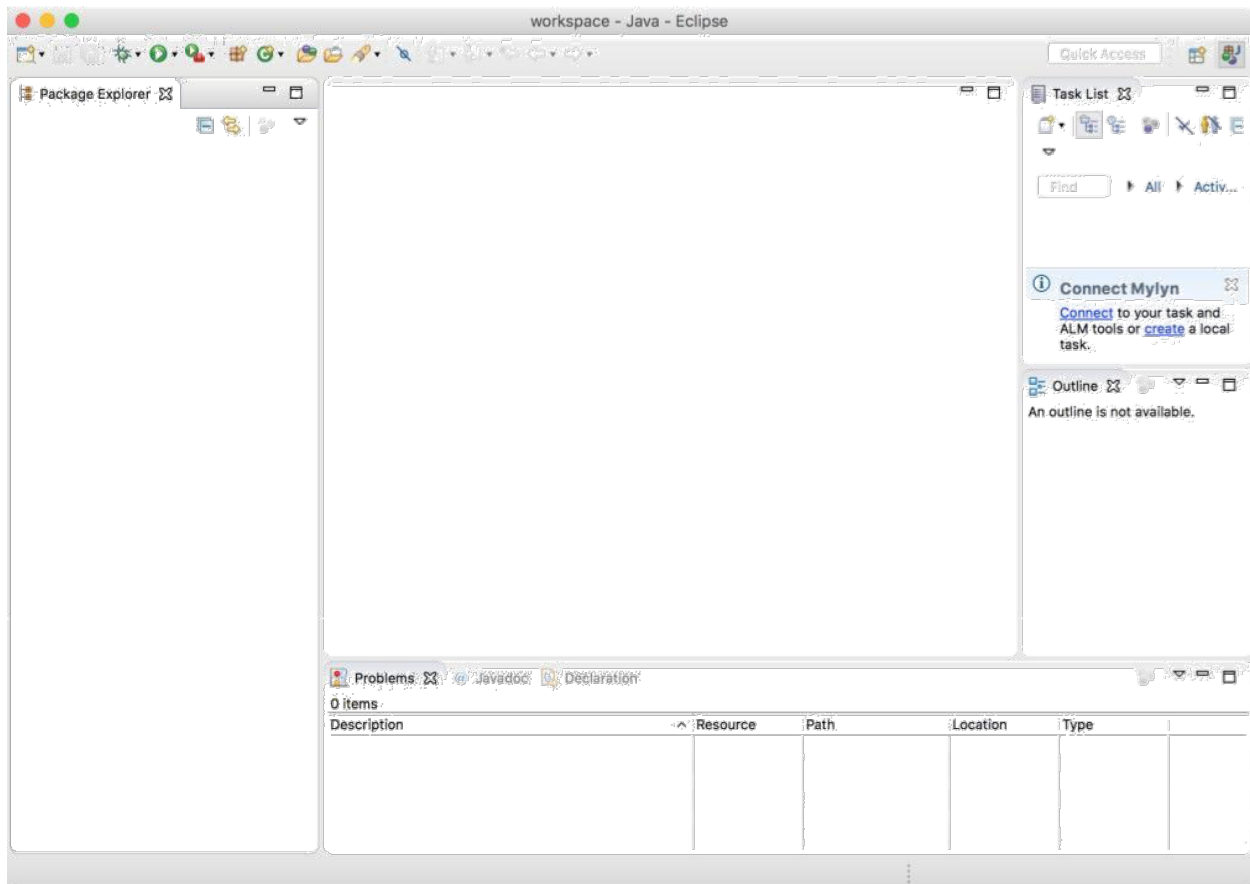 workspace - Java - Eclipse
Quick Access
Package Explorer
Task List
Find
All
Activ...
Connect Mylyn
Connect to your task and
ALM tools or create a local
task.
Outline
An outline is not available.
Problems
Javadoc
Declaration
0 items
Description
Resource
Path
Location
Type